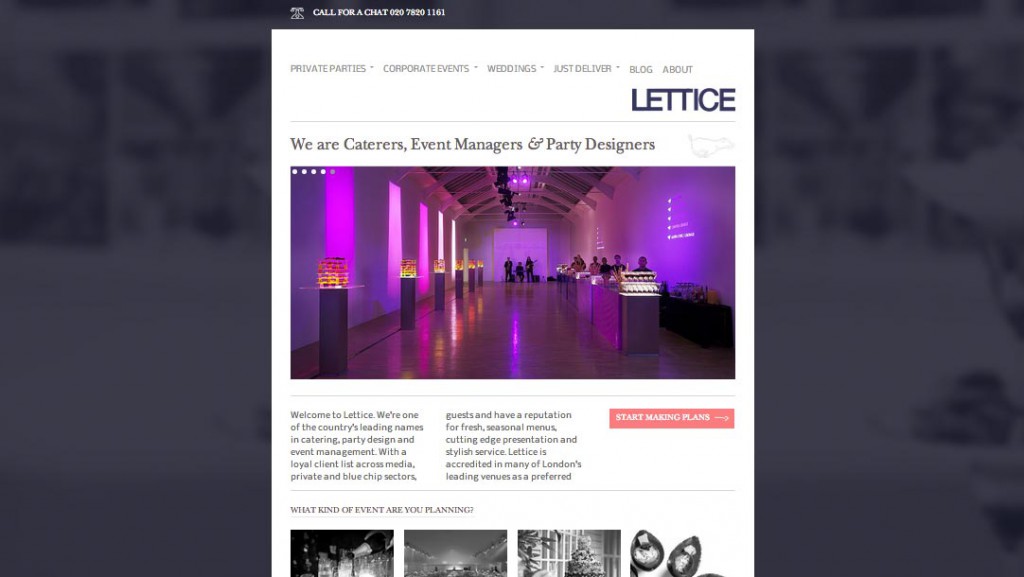 CALL FOR A CHAT 020 7820 1161
PRIVATE PARTIES
CORPORATE EVENTS
WEDDINGS
JUST DELIVER
BLOG
ABOUT
LETTICE
We are Caterers, Event Managers & Party Designers
Welcome to Lettice. We're one
of the country's leading names
in catering, party design and
event management. With a
loyal client list across media,
private and blue chip sectors,
guests and have a reputation
for fresh, seasonal menus,
cutting edge presentation and
stylish service. Lettice is
accredited in many of London's
leading venues as a preferred
START MAKING PLANS
WHAT KIND OF EVENT ARE YOU PLANNING?